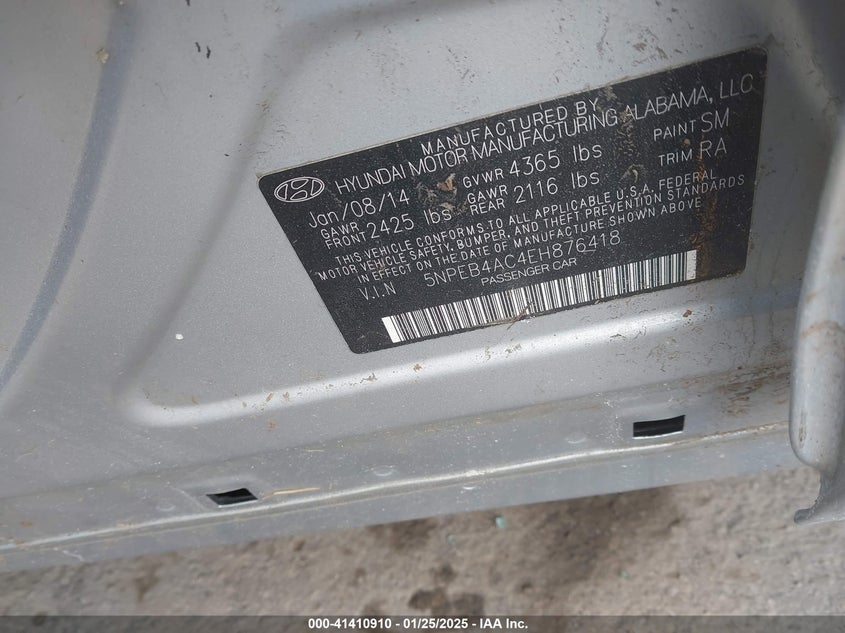 MANUFACTURED BY
HYUNDAI MOTOR MANUFACTURING ALABAMA, LLC
Jan/08/14 GVWR 4365 lbs PAINT SM
GAWR FRONT 2425 lbs GAWR REAR 2116 lbs TRIM RA
THIS VEHICLE CONFORMS TO ALL APPLICABLE U.S.A. FEDERAL
MOTOR VEHICLE SAFETY, BUMPER, AND THEFT PREVENTION STANDARDS
IN EFFECT ON THE DATE OF MANUFACTURE SHOWN ABOVE
V.I.N 5NPEB4AC4EH876418
PASSENGER CAR
000-41410910 - 01/25/2025 - IAA Inc.